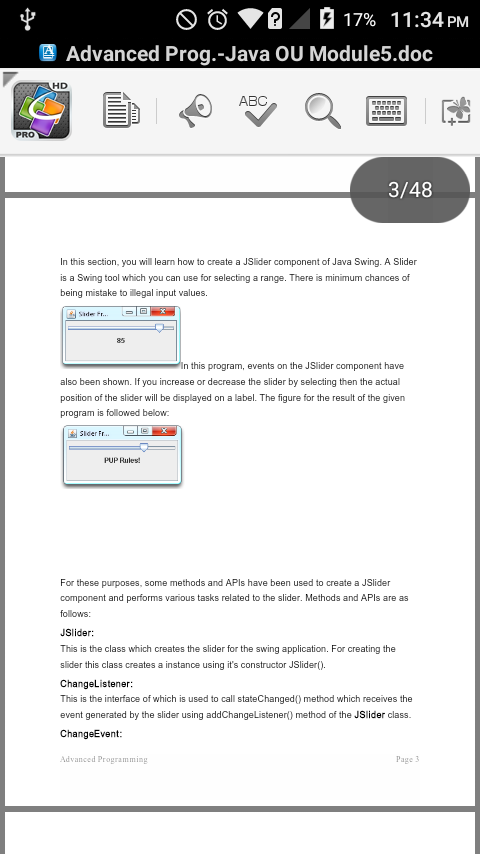 17% 11:34 PM
Advanced Prog.-Java OU Module5.doc
HD
PRO
ABC
3/48
In this section, you will learn how to create a JSlider component of Java Swing. A Slider
is a Swing tool which you can use for selecting a range. There is minimum chances of
being mistake to illegal input values.
Slider Fr...
85
In this program, events on the JSlider component have
also been shown. If you increase or decrease the slider by selecting then the actual
position of the slider will be displayed on a label. The figure for the result of the given
program is followed below:
Slider Fr...
PUP Rules!
For these purposes, some methods and APIs have been used to create a JSlider
component and performs various tasks related to the slider. Methods and APIs are as
follows:
JSlider:
This is the class which creates the slider for the swing application. For creating the
slider this class creates a instance using it's constructor JSlider().
ChangeListener:
This is the interface of which is used to call stateChanged() method which receives the
event generated by the slider using addChangeListener() method of the JSlider class.
ChangeEvent:
Advanced Programming Page 3